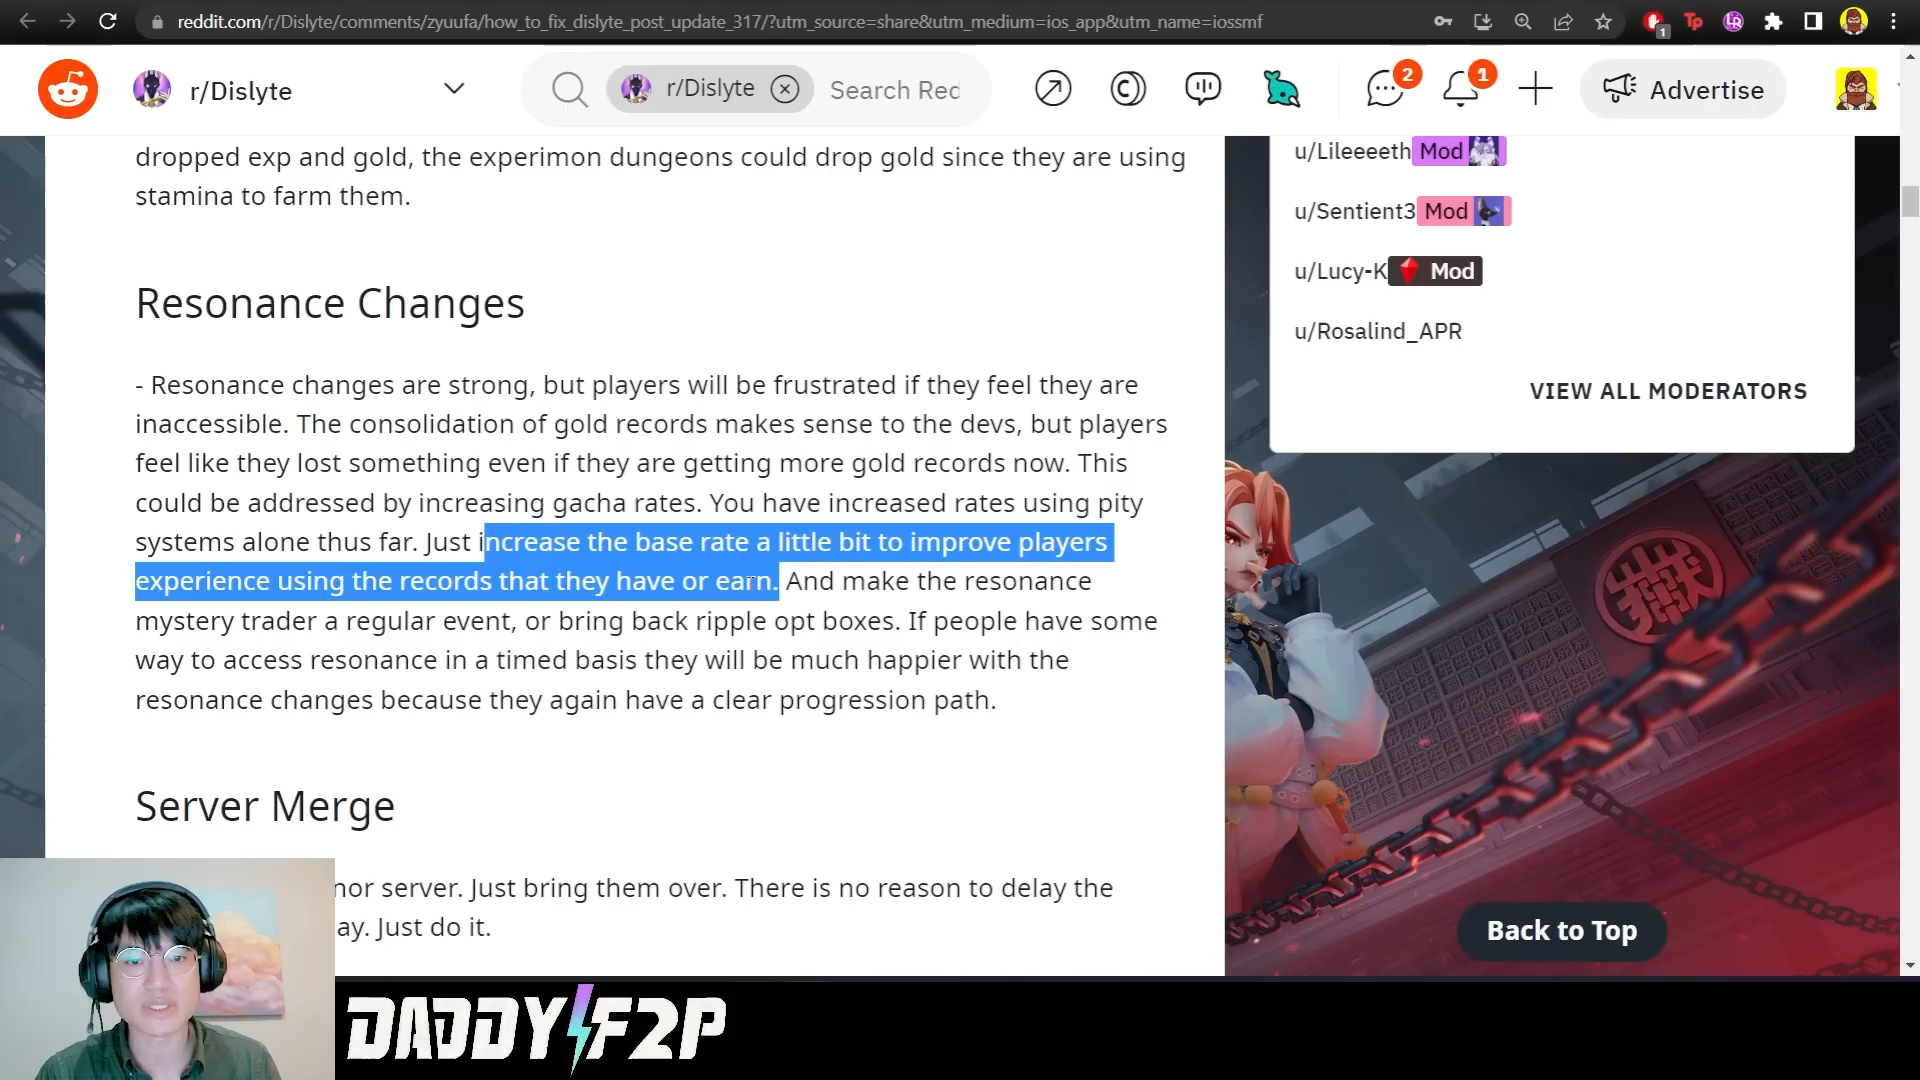 reddit.com/r/Dislyte/comments/zyuufa/how_to_fix_dislyte_post_update_317/?utm_source=share&utm_medium=ios_app&utm_name=iossmf
1
Tp
LR
r/Dislyte
r/Dislyte
Search Red
2
1
Advertise
dropped exp and gold, the experimon dungeons could drop gold since they are using
stamina to farm them.
Resonance Changes
- Resonance changes are strong, but players will be frustrated if they feel they are
inaccessible. The consolidation of gold records makes sense to the devs, but players
feel like they lost something even if they are getting more gold records now. This
could be addressed by increasing gacha rates. You have increased rates using pity
systems alone thus far. Just increase the base rate a little bit to improve players
experience using the records that they have or earn. And make the resonance
mystery trader a regular event, or bring back ripple opt boxes. If people have some
way to access resonance in a timed basis they will be much happier with the
resonance changes because they again have a clear progression path.
Server Merge
nor server. Just bring them over. There is no reason to delay the
ay. Just do it.
u/Lileeeeth Mod
u/Sentient3 Mod
u/Lucy-K Mod
u/Rosalind_APR
VIEW ALL MODERATORS
Back to Top
DADDY F2P